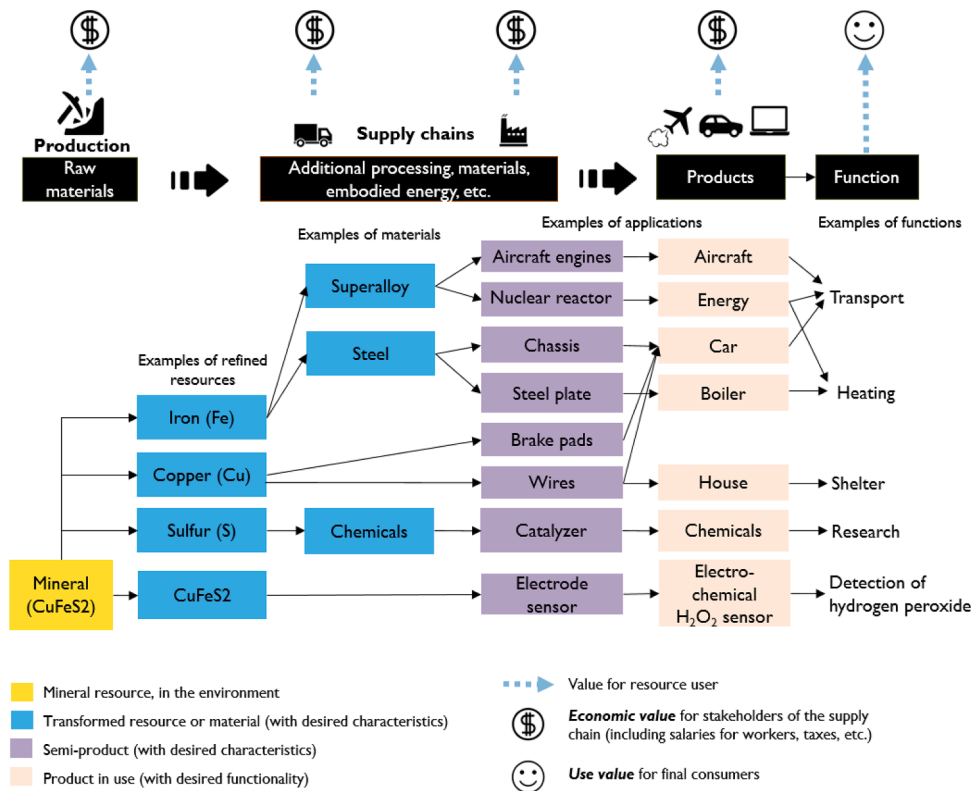 $
$
$
$
Production
Supply chains
Raw
materials
Additional processing, materials,
embodied energy, etc.
Products
Function
Examples of materials
Examples of applications
Examples of functions
Superalloy
Aircraft engines
Aircraft
Nuclear reactor
Energy
Transport
Examples of refined
resources
Steel
Chassis
Car
Steel plate
Boiler
Heating
Iron (Fe)
Brake pads
Copper (Cu)
Wires
House
Shelter
Sulfur (S)
Chemicals
Catalyzer
Chemicals
Research
Mineral
(CuFeS2)
CuFeS2
Electrode
sensor
Electro-
chemical
H₂O₂ sensor
Detection of
hydrogen peroxide
Mineral resource, in the environment
Transformed resource or material (with desired characteristics)
Semi-product (with desired characteristics)
Product in use (with desired functionality)
Value for resource user
$
Economic value for stakeholders of the supply
chain (including salaries for workers, taxes, etc.)
Use value for final consumers